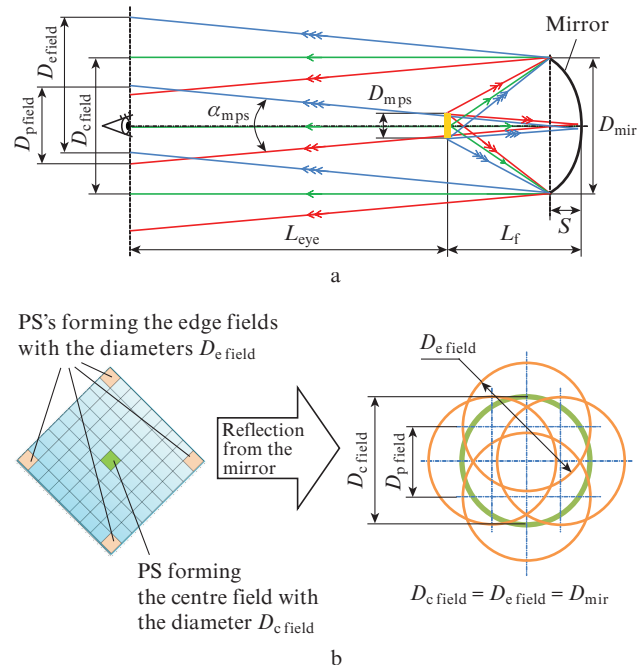 Mirror
D e field
D p field
D c field
α mps
D mps
D mir
L eye
L f
S
a
PS's forming the edge fields
with the diameters D e field
Reflection
from the
mirror
PS forming
the centre field with
the diameter D c field
D e field
D c field
D p field
D c field = D e field = D mir
b